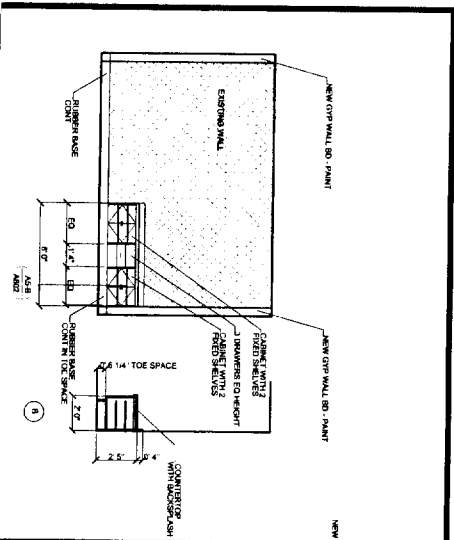 NEW GYP WALL BD - PAINT
NEW GYP WALL BD - PAINT
NEW
EXISTING WALL
RUBBER BASE
CONT
CABINET WITH 2
FIXED SHELVES
3 DRAWERS EQ HEIGHT
CABINET WITH 2
FIXED SHELVES
EQ
1' 4"
EQ
6' 0"
A5-B
A802
RUBBER BASE
CONT IN TOE SPACE
6 1/4" TOE SPACE
2' 0"
2' 5"
0' 4"
COUNTERTOP
WITH BACKSPLASH
B